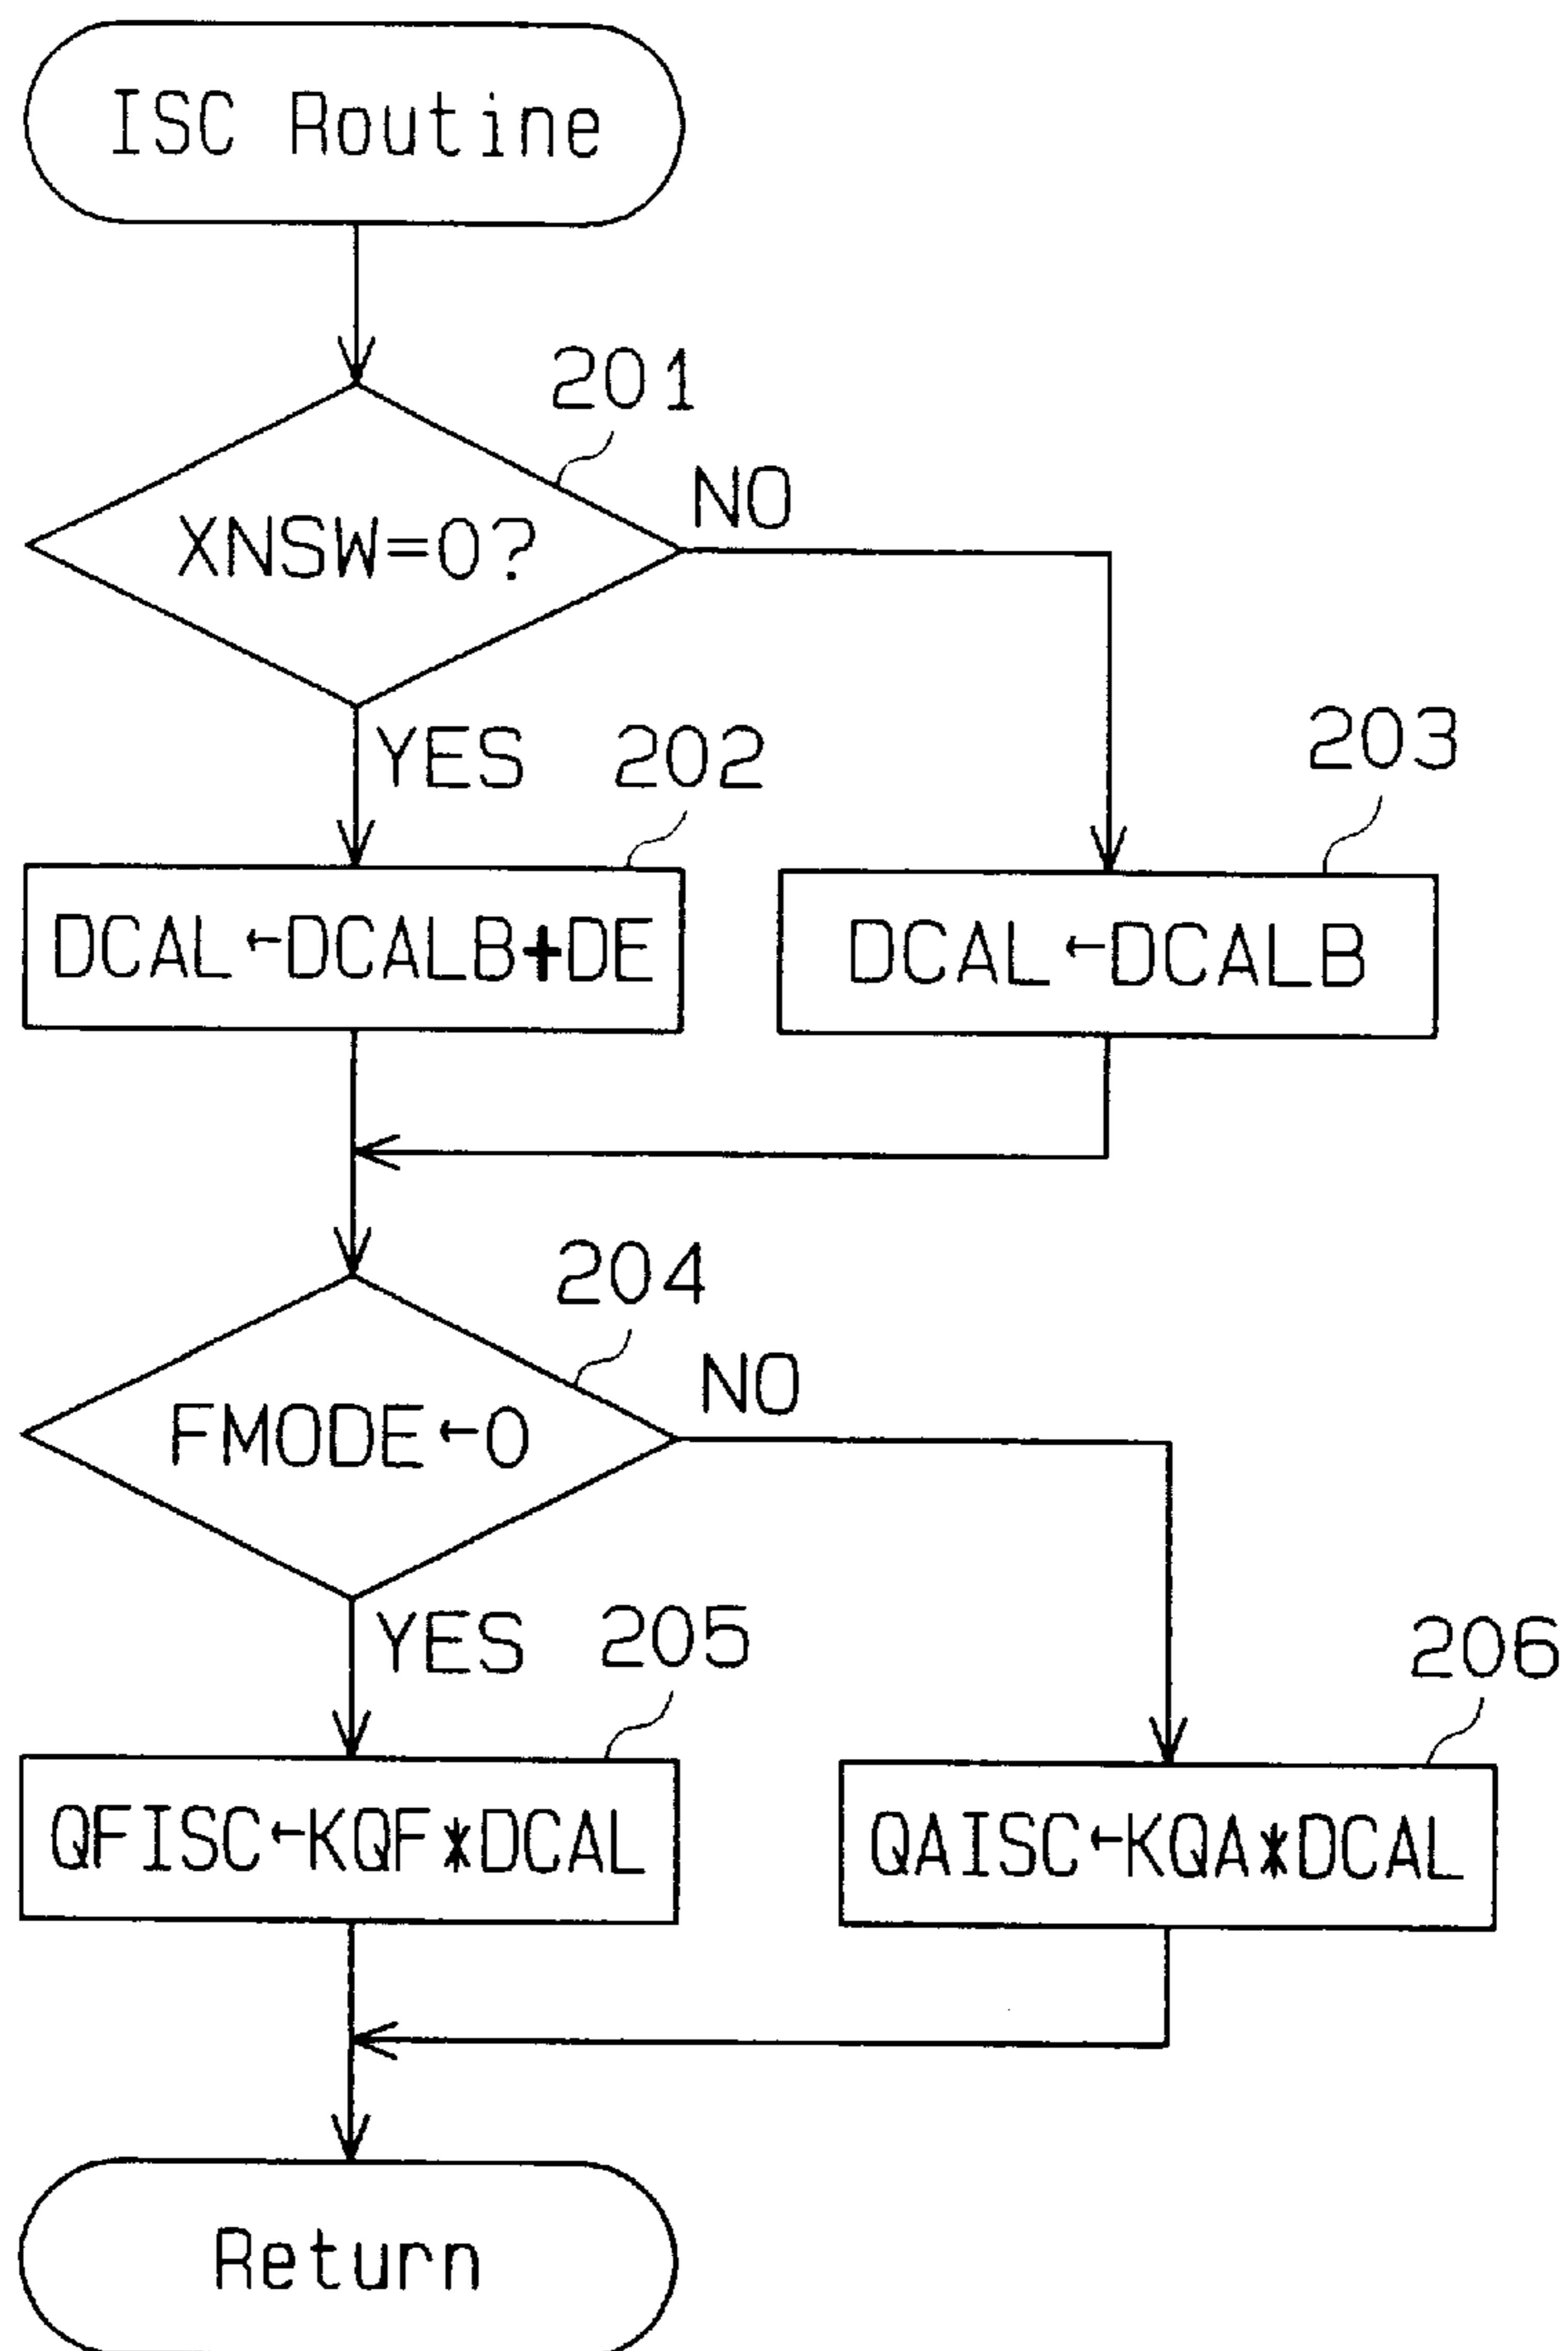 ISC Routine
201
XNSW=0?
NO
YES
202
203
DCAL←DCALB+DE
DCAL←DCALB
204
FMODE←0
NO
YES
205
206
QFISC←KQF*DCAL
QAISC←KQA*DCAL
Return